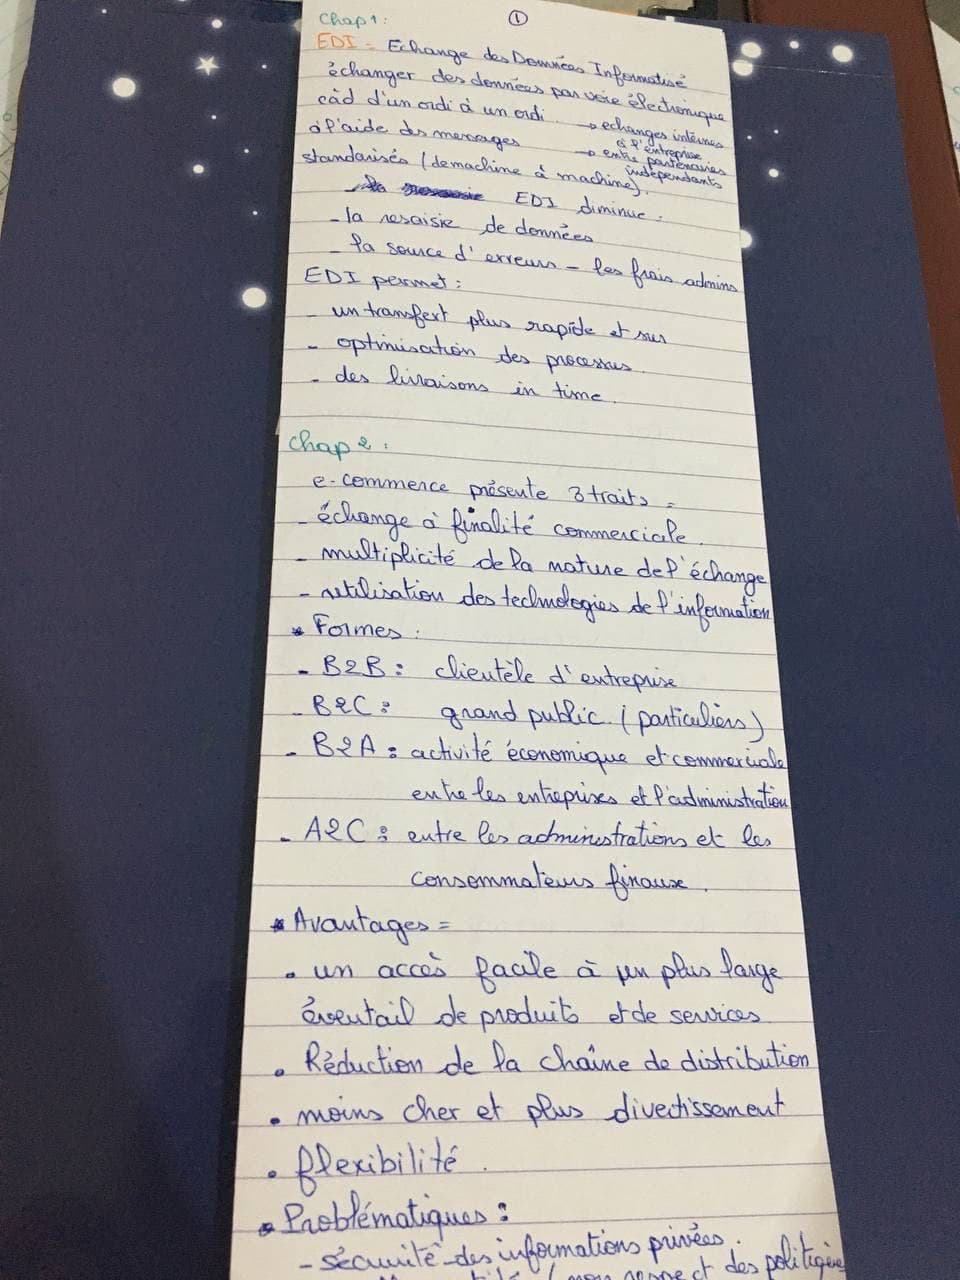 ①
Chap 1 :
EDI = Echange des Données Informatisé
échanger des données par voie électronique
càd d'un ordi à un ordi. → echanges internes à l'entreprise
à l'aide des messages → entre partenaires indépendants
standarisés (de machine à machine).
EDI diminue :
- la resaisie de données
- la source d'erreurs - les frais admins
EDI permet :
- un transfert plus rapide et sur
- optimisation des processus.
- des livraisons in time.
Chap 2 :
e-commerce présente 3 traits =
- échange à finalité commerciale.
- multiplicité de la nature de l'échange
- utilisation des technologies de l'information
* Formes :
- B2B : clientèle d'entreprise
- B2C : grand public (particuliers)
- B2A : activité économique et commerciale
entre les entreprises et l'administration
- A2C : entre les administrations et les
consommateurs finaux.
* Avantages =
• un accès facile à un plus large
éventail de produits et de services
• Réduction de la chaîne de distribution
• moins cher et plus divertissement
• flexibilité.
* Problématiques :
- sécurité des informations privées.
(non respect des politiques